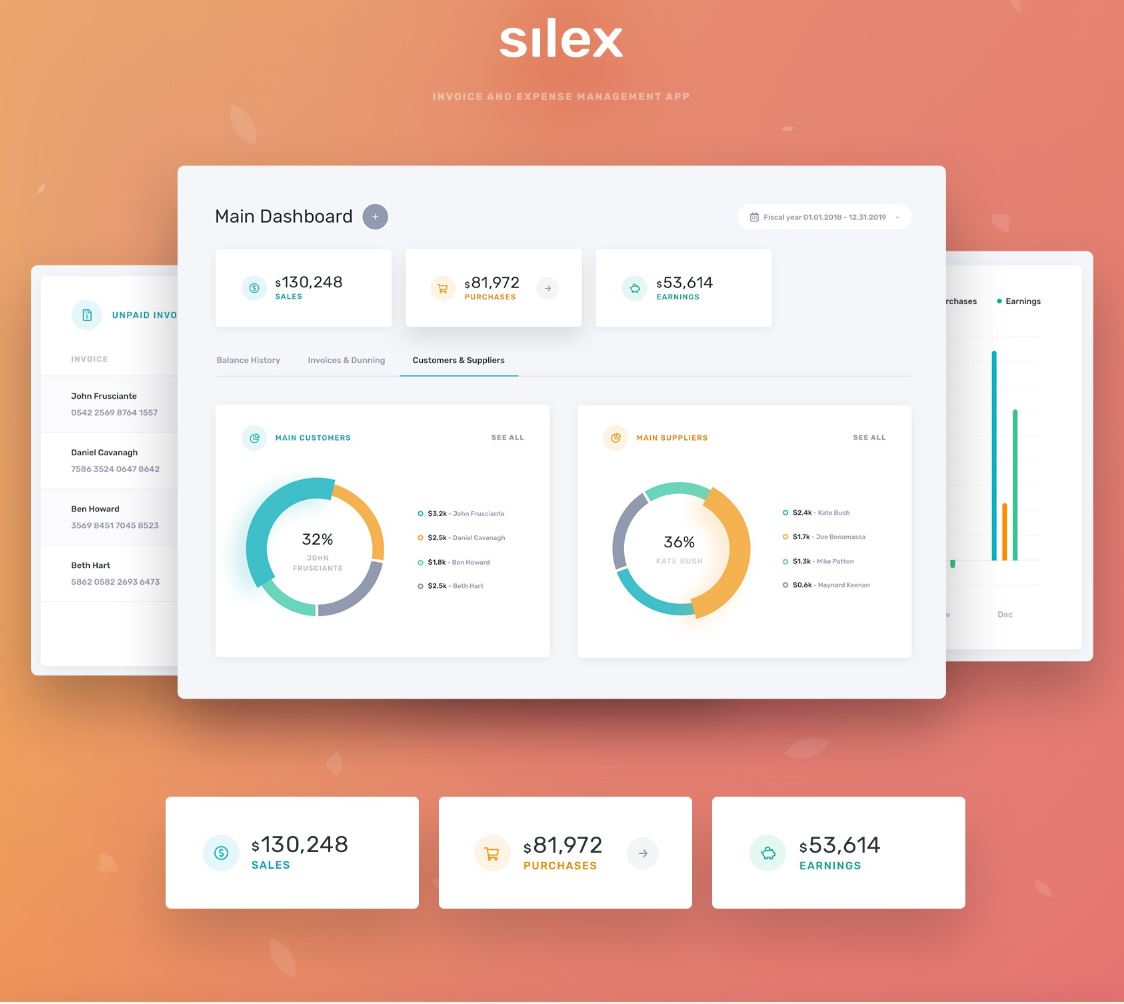 sılex
INVOICE AND EXPENSE MANAGEMENT APP
Main Dashboard
+
Fiscal year 01.01.2018 - 12.31.2019
$130,248
SALES
$81,972
PURCHASES
$53,614
EARNINGS
Balance History
Invoices & Dunning
Customers & Suppliers
MAIN CUSTOMERS
SEE ALL
32%
JOHN
FRUSCIANTE
$3,2k - John Frusciante
$2.5k - Daniel Cavanagh
$1,8k - Ben Howard
$2.5k - Beth Hart
MAIN SUPPLIERS
SEE ALL
36%
KATE BUSH
$2.4k - Kate Bush
$1.7k - Joe Bonamassa
$1.3k - Mike Patton
$0,6k - Maynard Keenan
UNPAID INVO
INVOICE
John Frusciante
0542 2569 8764 1557
Daniel Cavanagh
7586 3524 0647 8642
Ben Howard
3569 8451 7045 8523
Beth Hart
5862 0582 2693 6473
rchases
Earnings
v
Dec
$130,248
SALES
$81,972
PURCHASES
$53,614
EARNINGS